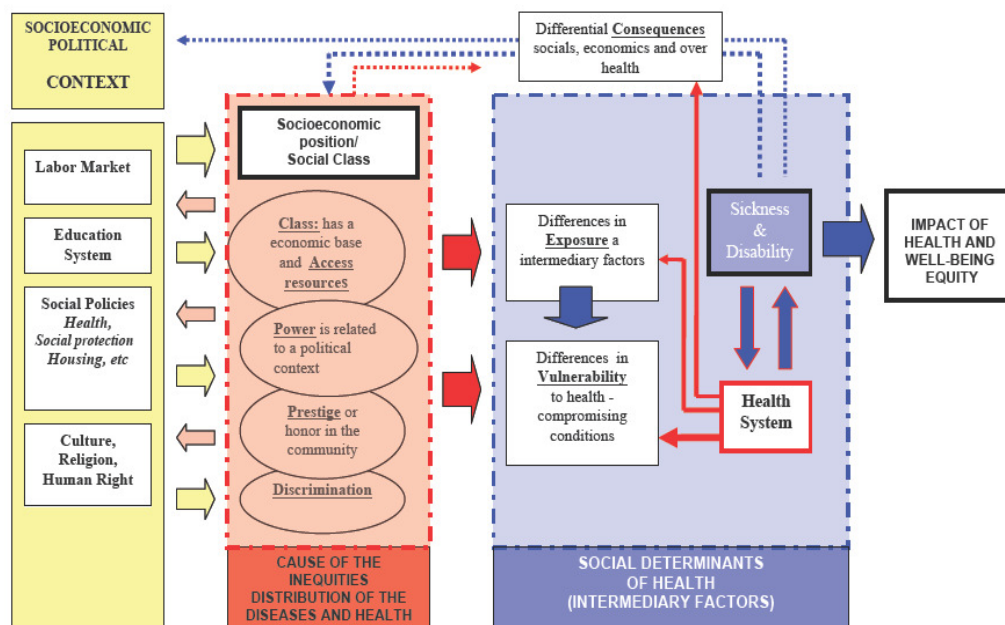 SOCIOECONOMIC
POLITICAL
CONTEXT
Labor Market
Education
System
Social Policies
Health,
Social protection
Housing, etc
Culture,
Religion,
Human Right
Socioeconomic
position/
Social Class
Class: has a
economic base
and Access
resources
Power is related
to a political
context
Prestige or
honor in the
community
Discrimination
CAUSE OF THE
INEQUITIES
DISTRIBUTION OF THE
DISEASES AND HEALTH
Differential Consequences
socials, economics and over
health
Differences in
Exposure a
intermediary factors
Differences in
Vulnerability
to health -
compromising
conditions
Sickness
&
Disability
Health
System
SOCIAL DETERMINANTS
OF HEALTH
(INTERMEDIARY FACTORS)
IMPACT OF
HEALTH AND
WELL-BEING
EQUITY